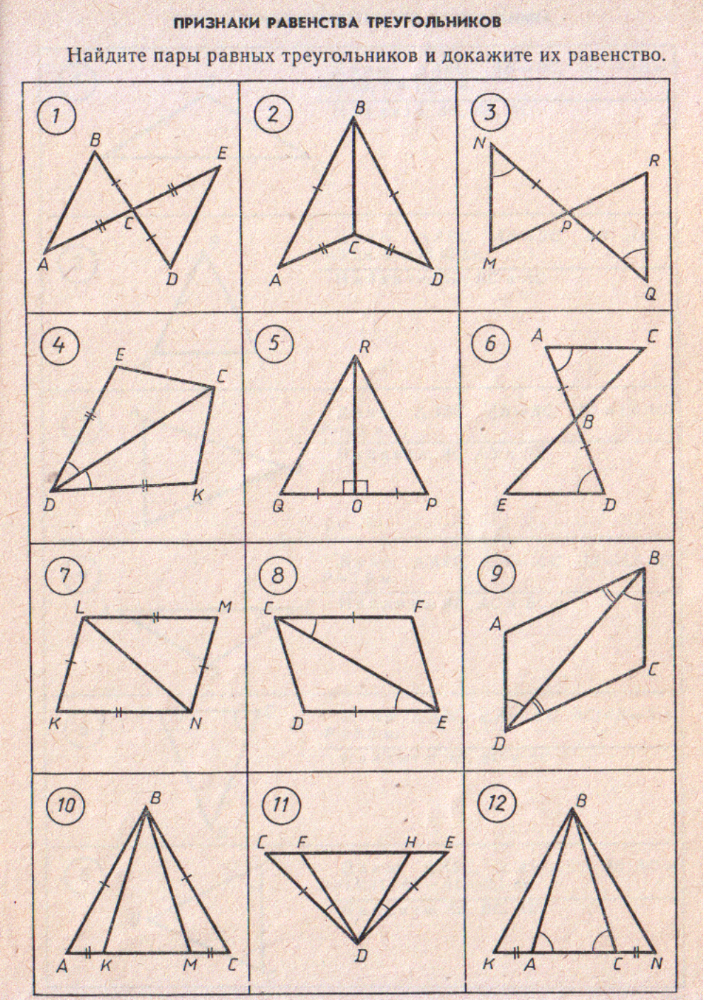 ПРИЗНАКИ РАВЕНСТВА ТРЕУГОЛЬНИКОВ
Найдите пары равных треугольников и докажите их равенство.
1
B
E
C
A
D
2
B
C
A
D
3
N
R
P
M
Q
4
E
C
D
K
5
R
Q O P
6
A C
B
E D
7
L M
K N
8
C F
D E
9
B
A
C
D
10
B
A K M C
11
C F H E
D
12
B
K A C N